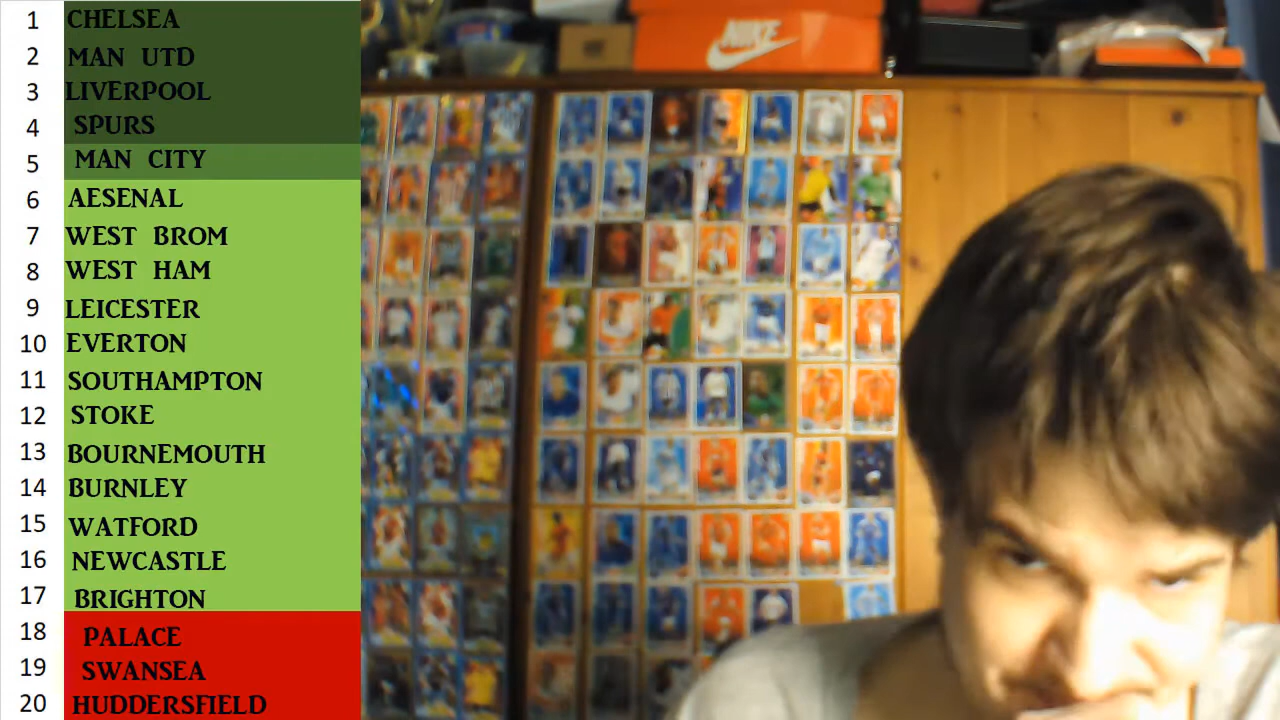 1 CHELSEA
2 MAN UTD
3 LIVERPOOL
4 SPURS
5 MAN CITY
6 AESENAL
7 WEST BROM
8 WEST HAM
9 LEICESTER
10 EVERTON
11 SOUTHAMPTON
12 STOKE
13 BOURNEMOUTH
14 BURNLEY
15 WATFORD
16 NEWCASTLE
17 BRIGHTON
18 PALACE
19 SWANSEA
20 HUDDERSFIELD
NIKE